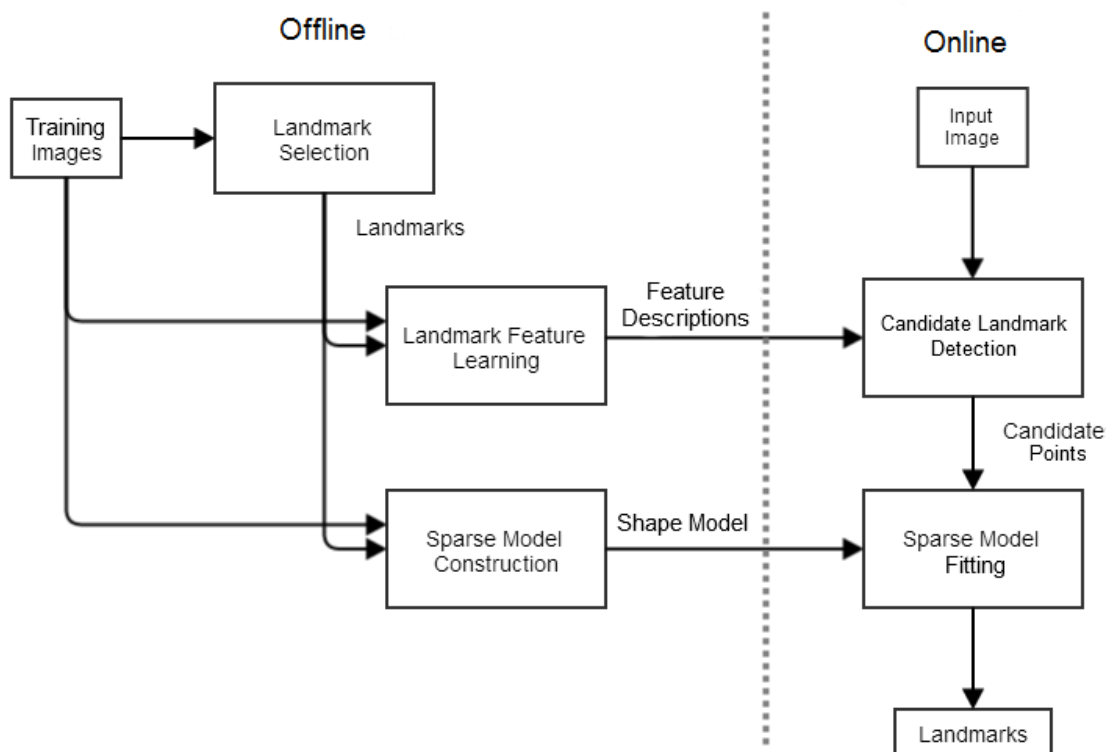 Offline
Online
Training
Images
Landmark
Selection
Input
Image
Landmarks
Landmark Feature
Learning
Feature
Descriptions
Candidate Landmark
Detection
Candidate
Points
Sparse Model
Construction
Shape Model
Sparse Model
Fitting
Landmarks